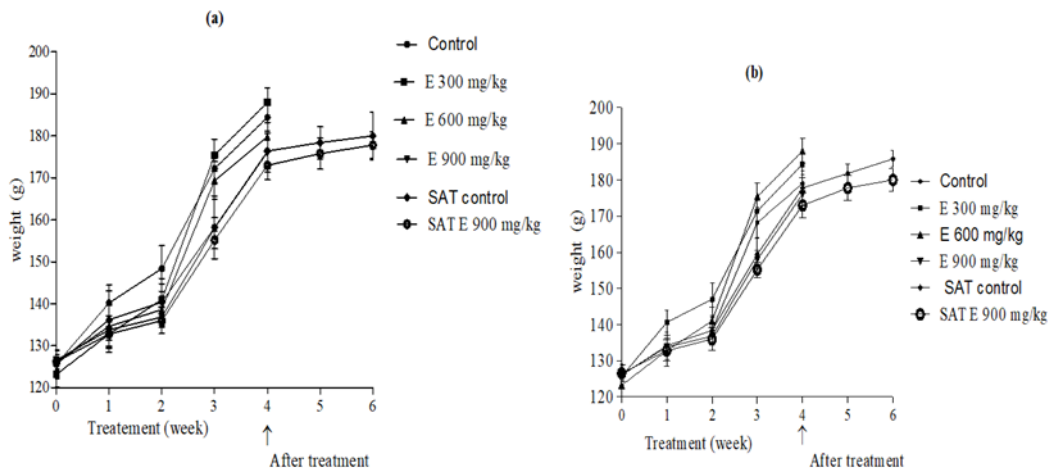 (a)
200
190
180
170
160
150
140
130
120
weight (g)
0 1 2 3 4 5 6
Treatement (week)
After treatment
Control
E 300 mg/kg
E 600 mg/kg
E 900 mg/kg
SAT control
SAT E 900 mg/kg
(b)
200
190
180
170
160
150
140
130
120
weight (g)
0 1 2 3 4 5 6
Treatment (week)
After treatment
Control
E 300 mg/kg
E 600 mg/kg
E 900 mg/kg
SAT control
SAT E 900 mg/kg